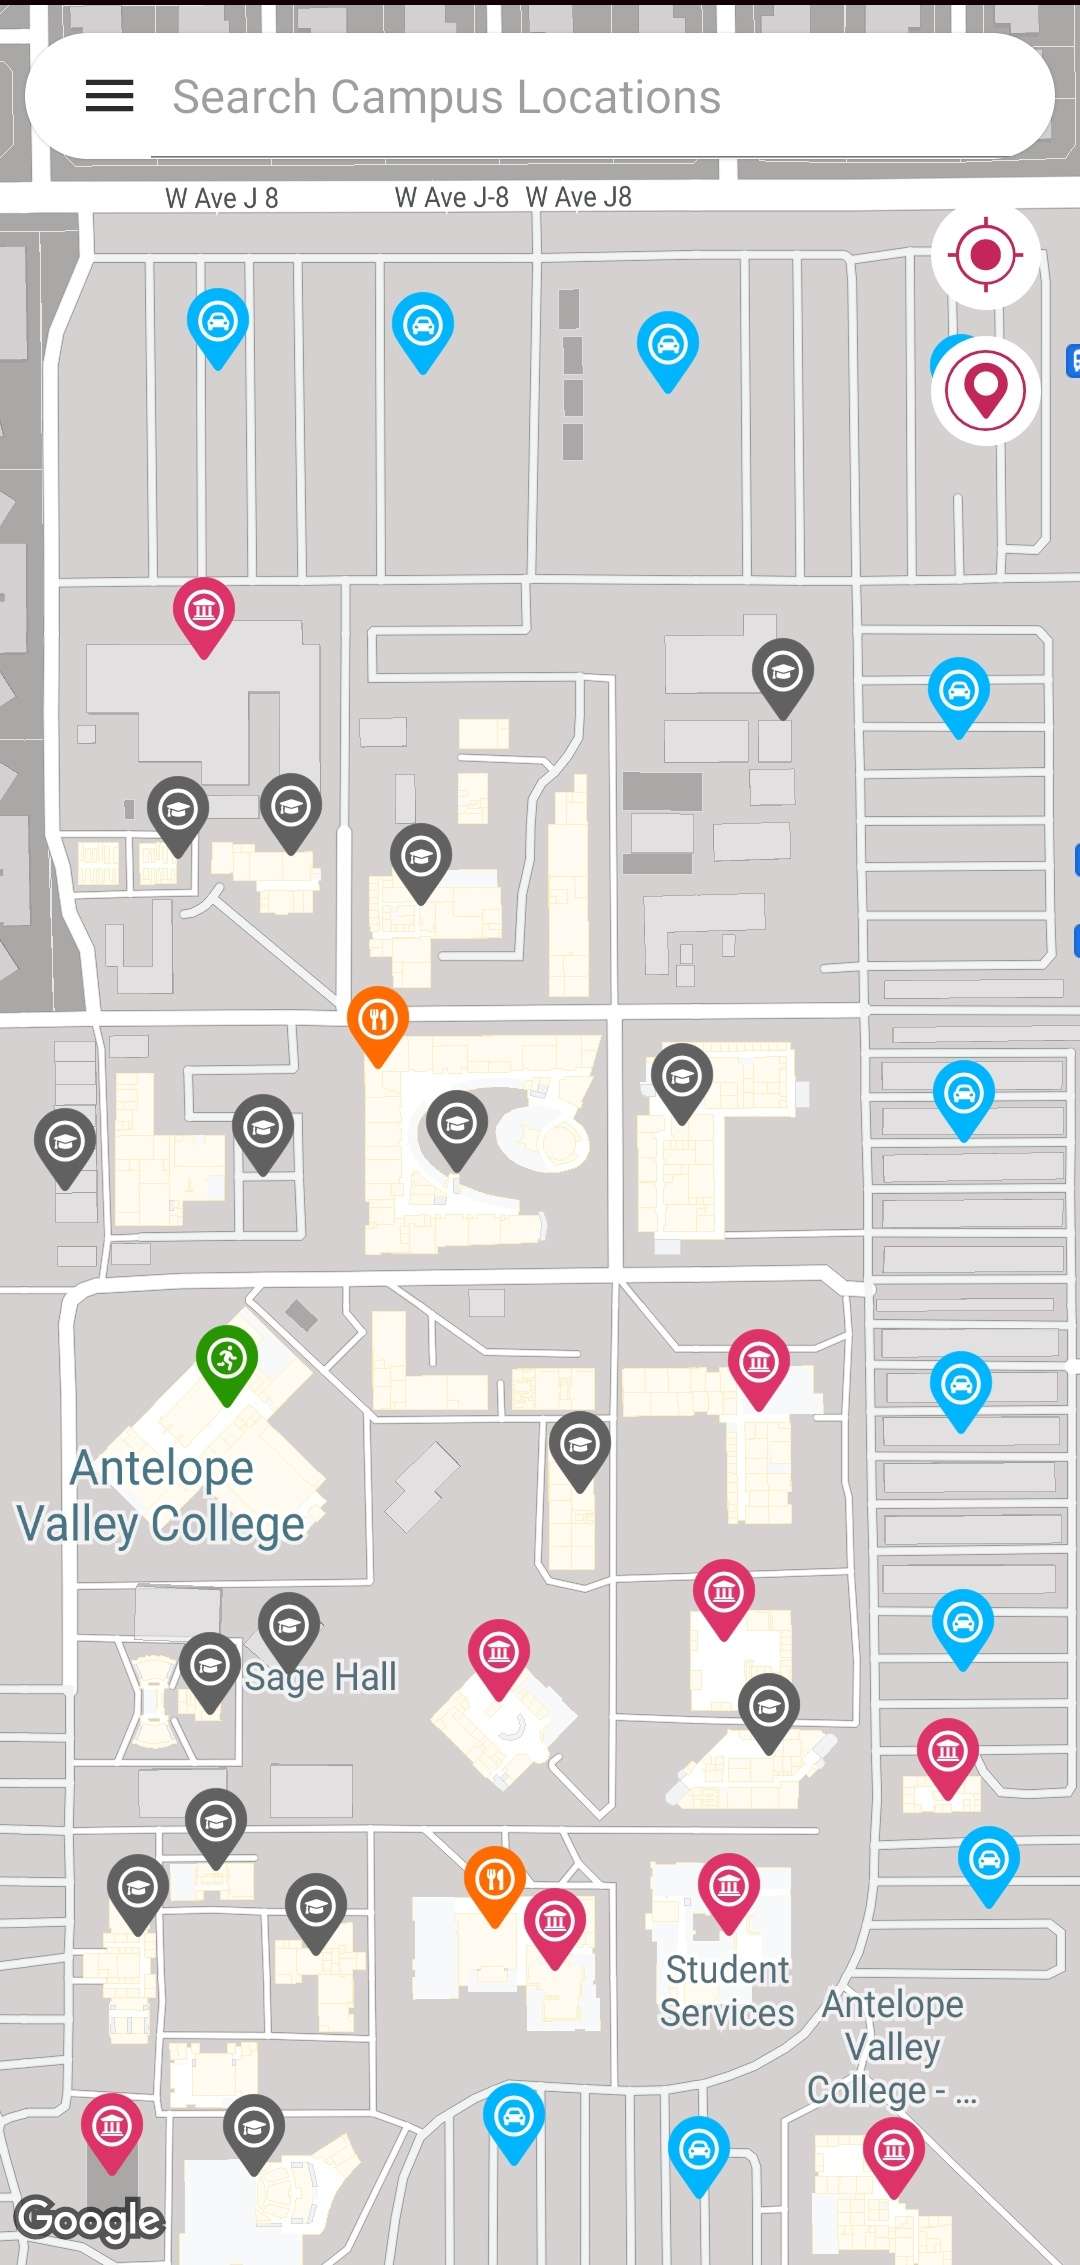 Search Campus Locations
W Ave J 8
W Ave J-8
W Ave J8
Antelope
Valley College
Sage Hall
Student
Services
Antelope
Valley
College - ...
Google